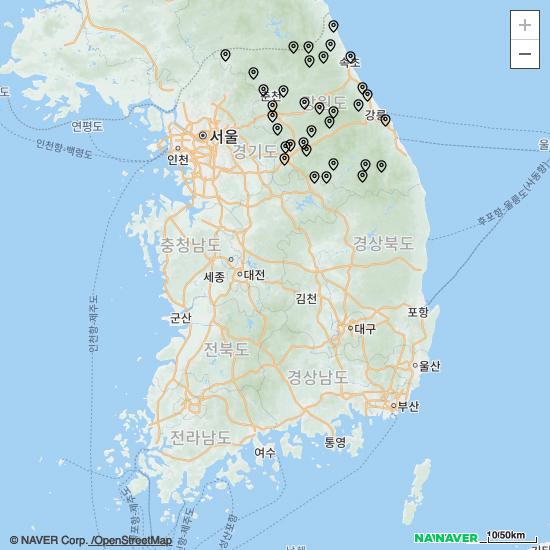 +
−
속초
연평도
춘천
강원도
강릉
인천항-백령도
서울
인천
경기도
후포항-울릉도(사동항)
충청남도
경상북도
세종
대전
인천항-제주도
군산
김천
포항
전북도
대구
경상남도
울산
부산
전라남도
여수
통영
© NAVER Corp. /OpenStreetMap
NAVER
10/50km